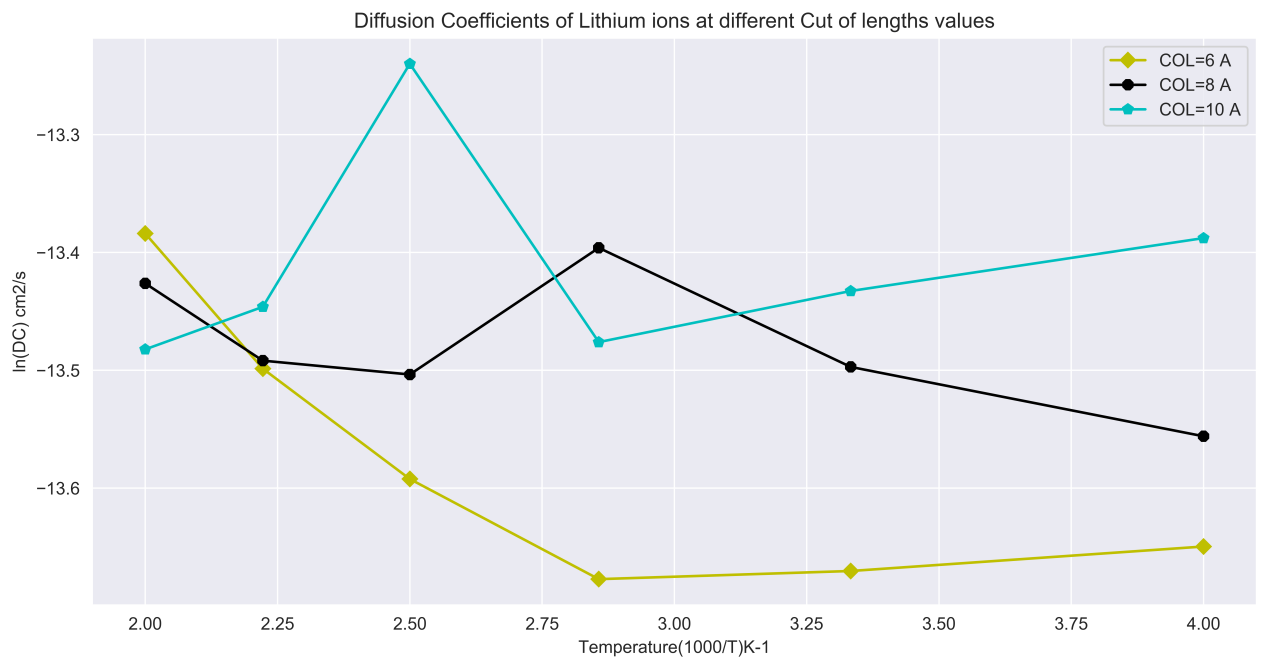 Diffusion Coefficients of Lithium ions at different Cut of lengths values
COL=6 A
COL=8 A
COL=10 A
ln(DC) cm2/s
−13.3
−13.4
−13.5
−13.6
2.00 2.25 2.50 2.75 3.00 3.25 3.50 3.75 4.00
Temperature(1000/T)K-1